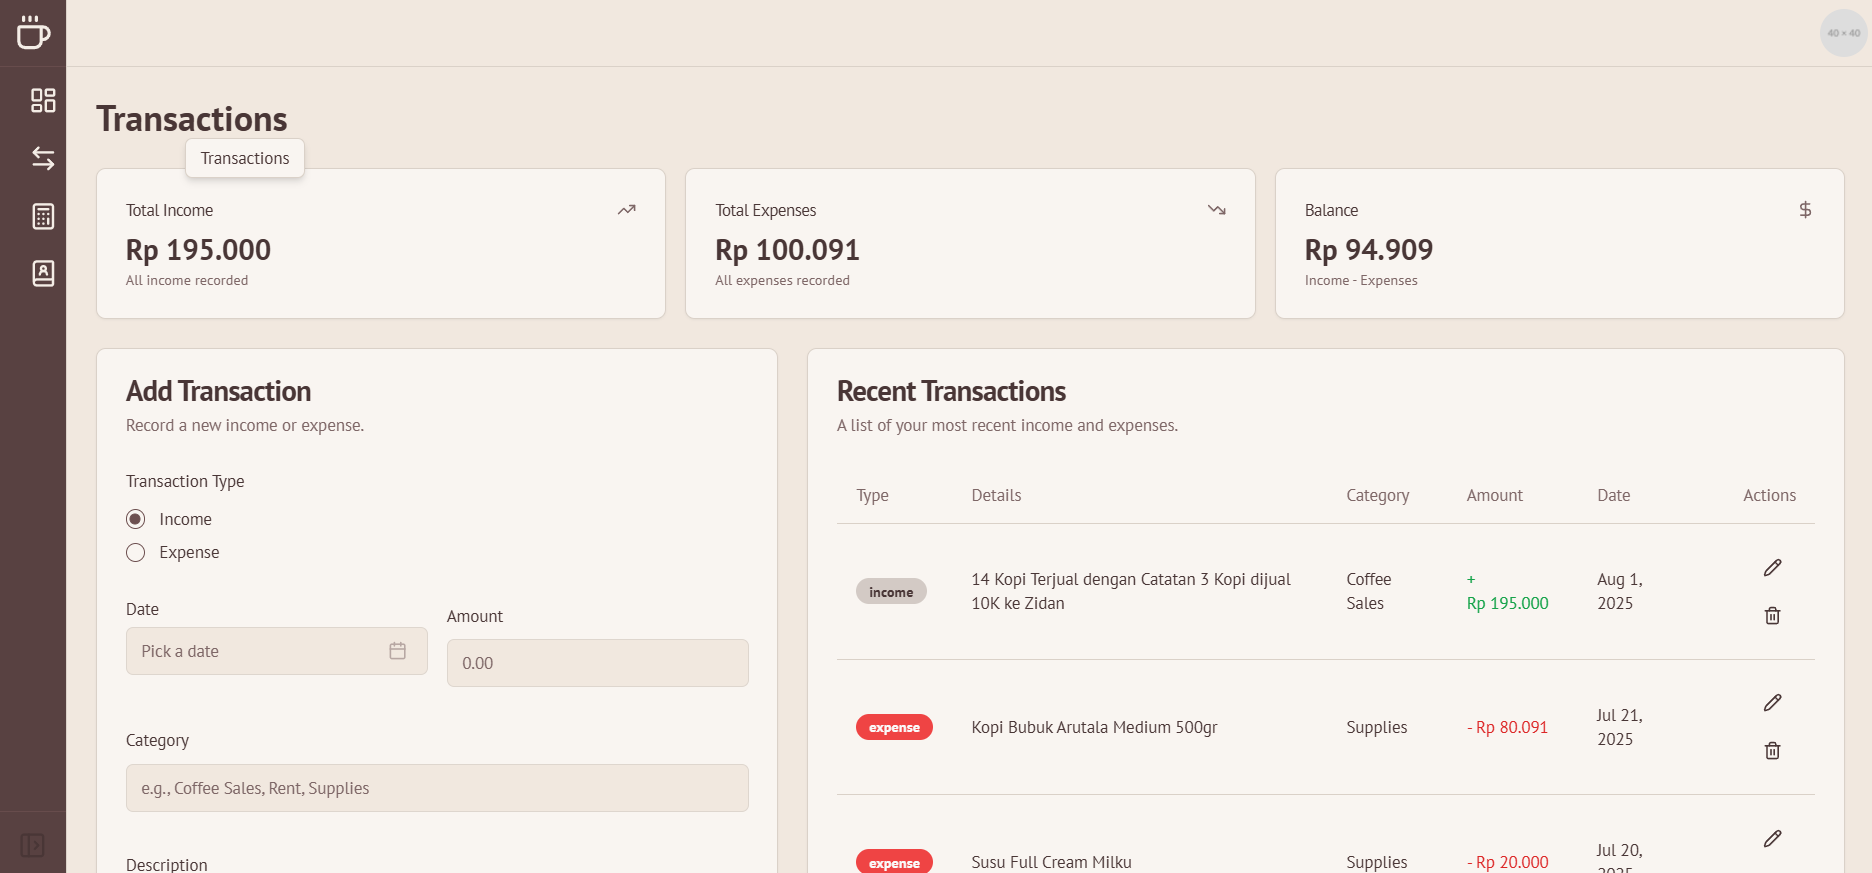 40 × 40
Transactions
Transactions
Total Income
Rp 195.000
All income recorded
Total Expenses
Rp 100.091
All expenses recorded
Balance
Rp 94.909
Income - Expenses
Add Transaction
Record a new income or expense.
Transaction Type
Income
Expense
Date
Pick a date
Amount
0.00
Category
e.g., Coffee Sales, Rent, Supplies
Description
Recent Transactions
A list of your most recent income and expenses.
Type Details Category Amount Date Actions
income
14 Kopi Terjual dengan Catatan 3 Kopi dijual
10K ke Zidan
Coffee
Sales
+
Rp 195.000
Aug 1,
2025
expense
Kopi Bubuk Arutala Medium 500gr
Supplies
- Rp 80.091
Jul 21,
2025
expense
Susu Full Cream Milku
Supplies
- Rp 20.000
Jul 20,
2025